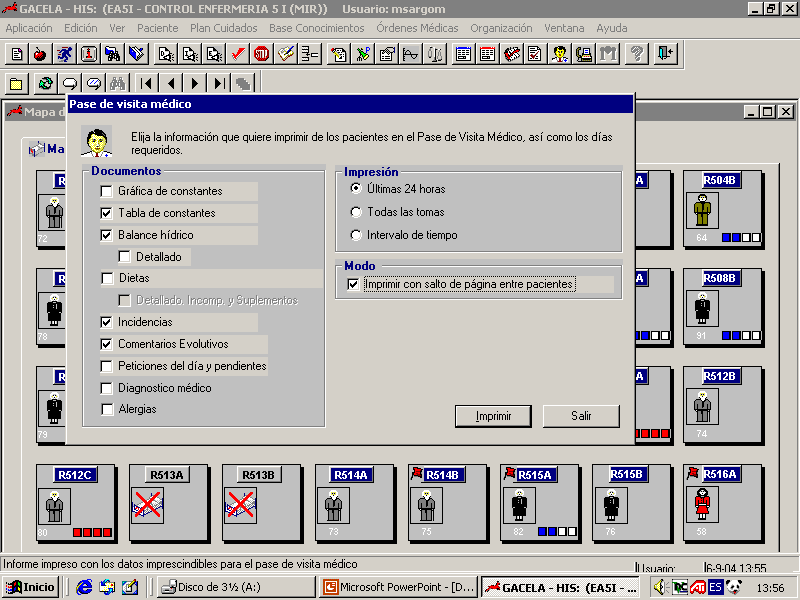 GACELA - HIS: (EA5I - CONTROL ENFERMERIA 5 I (MIR)) Usuario: msargom
Aplicación Edición Ver Paciente Plan Cuidados Base Conocimientos Órdenes Médicas Organización Ventana Ayuda
Mapa d
Pase de visita médico
Elija la información que quiere imprimir de los pacientes en el Pase de Visita Médico, así como los días
requeridos.
Ma
Documentos
Gráfica de constantes
Tabla de constantes
Balance hídrico
Detallado
Dietas
Detallado, Incomp. y Suplementos
Incidencias
Comentarios Evolutivos
Peticiones del día y pendientes
Diagnostico médico
Alergias
Impresión
Últimas 24 horas
Todas las tomas
Intervalo de tiempo
Modo
Imprimir con salto de página entre pacientes
Imprimir Salir
R A R504B
72 64
R A R508B
78 91
R A R512B
79 74
R512C R513A R513B R514A R514B R515A R515B R516A
80 73 75 82 76 58
Informe impreso con los datos imprescindibles para el pase de visita médico Usuario: 6-9-04 13:55
Inicio Disco de 3½ (A:) Microsoft PowerPoint - [D... GACELA - HIS: (EA5I - ... ES 13:56